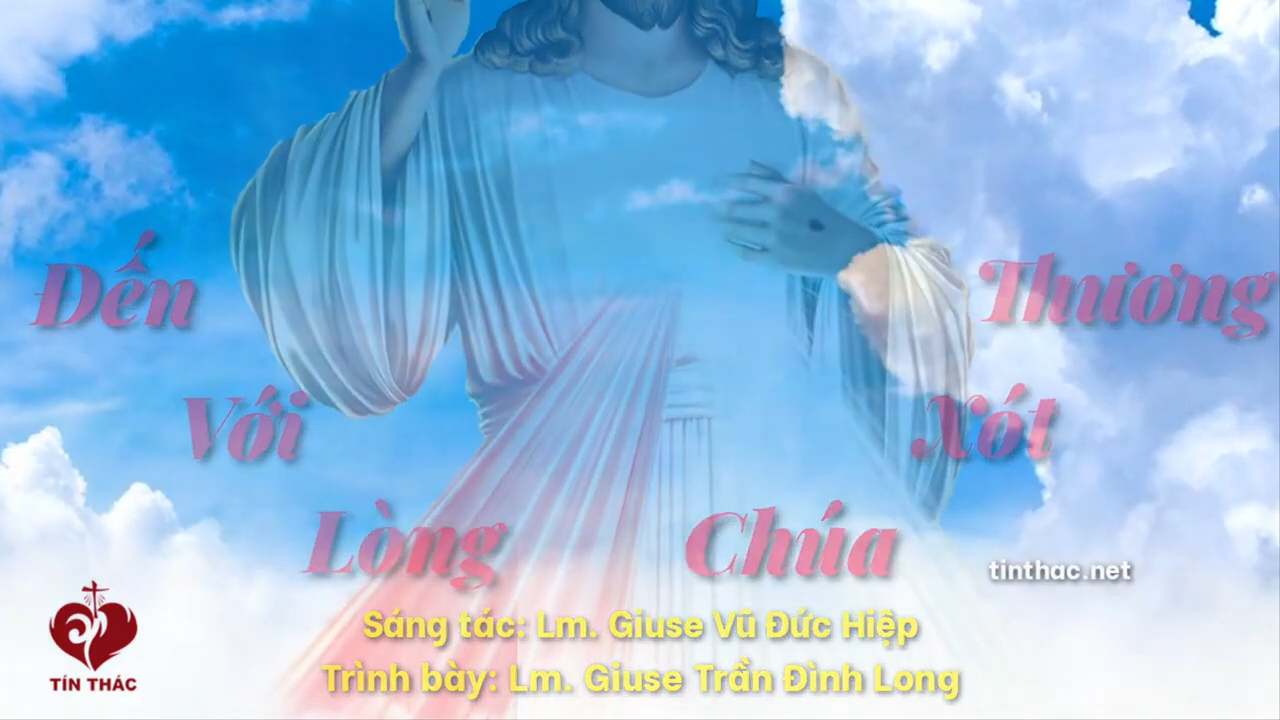 Đến
Với
Lòng
Chúa
Thương
Xót
tinthac.net
Sáng tác: Lm. Giuse Vũ Đức Hiệp
Trình bày: Lm. Giuse Trần Đình Long
TÍN THÁC